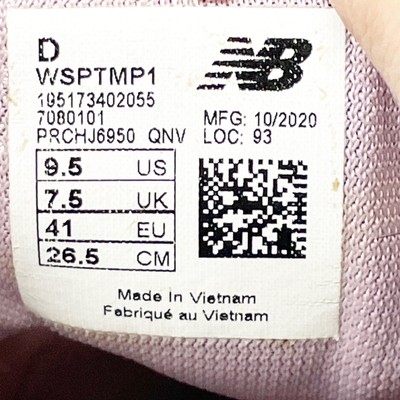 D
NB
WSPTMP1
195173402055
7080101 MFG: 10/2020
PRCHJ6950 QNV LOC: 93
9.5 US
7.5 UK
41 EU
26.5 CM
Made In Vietnam
Fabriqué au Vietnam